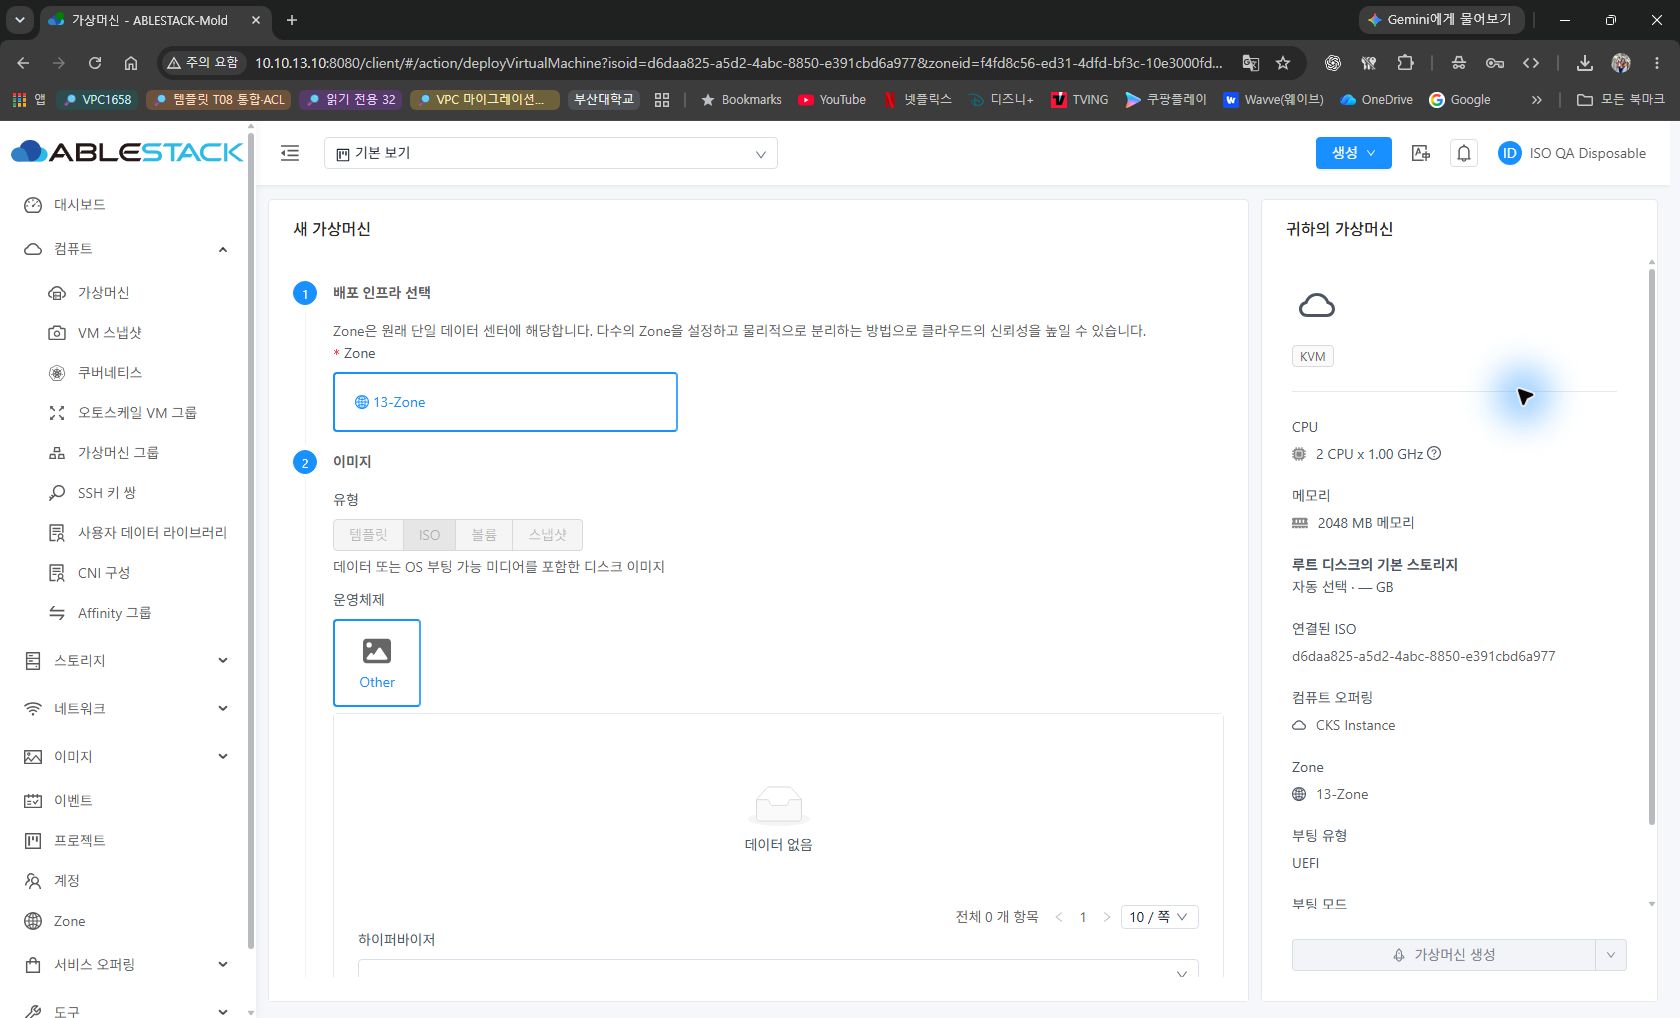 가상머신 - ABLESTACK-Mold
Gemini에게 물어보기
주의 요함
10.10.13.10:8080/client/#/action/deployVirtualMachine?isoid=d6daa825-a5d2-4abc-8850-e391cbd6a977&zoneid=f4fd8c56-ed31-4dfd-bf3c-10e3000fd...
앱
VPC1658
템플릿 T08 통합·ACL
읽기 전용 32
VPC 마이그레이션...
부산대학교
Bookmarks
YouTube
넷플릭스
디즈니+
TVING
쿠팡플레이
Wavve(웨이브)
OneDrive
Google
모든 북마크
ABLESTACK
기본 보기
생성
ID
ISO QA Disposable
대시보드
컴퓨트
가상머신
VM 스냅샷
쿠버네티스
오토스케일 VM 그룹
가상머신 그룹
SSH 키 쌍
사용자 데이터 라이브러리
CNI 구성
Affinity 그룹
스토리지
네트워크
이미지
이벤트
프로젝트
계정
Zone
서비스 오퍼링
도구
새 가상머신
1
배포 인프라 선택
Zone은 원래 단일 데이터 센터에 해당합니다. 다수의 Zone을 설정하고 물리적으로 분리하는 방법으로 클라우드의 신뢰성을 높일 수 있습니다.
* Zone
13-Zone
2
이미지
유형
템플릿
ISO
볼륨
스냅샷
데이터 또는 OS 부팅 가능 미디어를 포함한 디스크 이미지
운영체제
Other
데이터 없음
전체 0 개 항목
1
10 / 쪽
하이퍼바이저
귀하의 가상머신
KVM
CPU
2 CPU x 1.00 GHz
메모리
2048 MB 메모리
루트 디스크의 기본 스토리지
자동 선택 · — GB
연결된 ISO
d6daa825-a5d2-4abc-8850-e391cbd6a977
컴퓨트 오퍼링
CKS Instance
Zone
13-Zone
부팅 유형
UEFI
부팅 모드
가상머신 생성